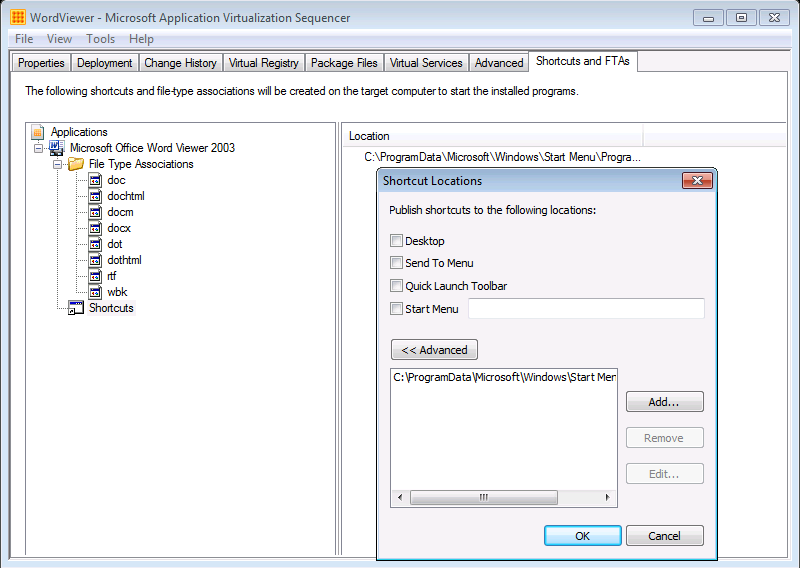 WordViewer - Microsoft Application Virtualization Sequencer
File View Tools Help
Properties Deployment Change History Virtual Registry Package Files Virtual Services Advanced Shortcuts and FTAs
The following shortcuts and file-type associations will be created on the target computer to start the installed programs.
Applications
Microsoft Office Word Viewer 2003
File Type Associations
doc
dochtml
docm
docx
dot
dothtml
rtf
wbk
Shortcuts
Location
C:\ProgramData\Microsoft\Windows\Start Menu\Progra...
Shortcut Locations
Publish shortcuts to the following locations:
Desktop
Send To Menu
Quick Launch Toolbar
Start Menu
<< Advanced
C:\ProgramData\Microsoft\Windows\Start Men
Add...
Remove
Edit...
OK Cancel